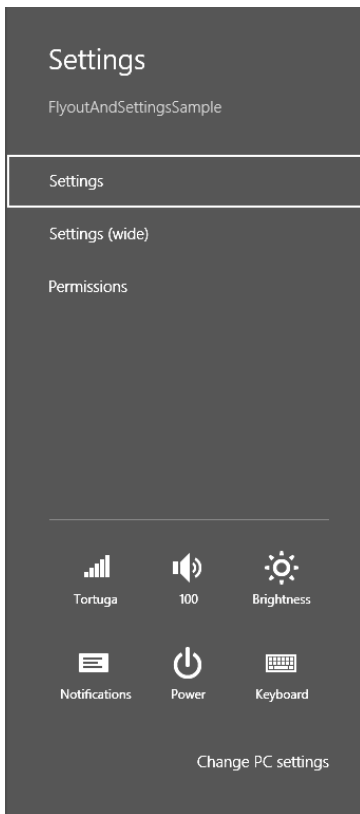 Settings
FlyoutAndSettingsSample
Settings
Settings (wide)
Permissions
Tortuga 100 Brightness
Notifications Power Keyboard
Change PC settings